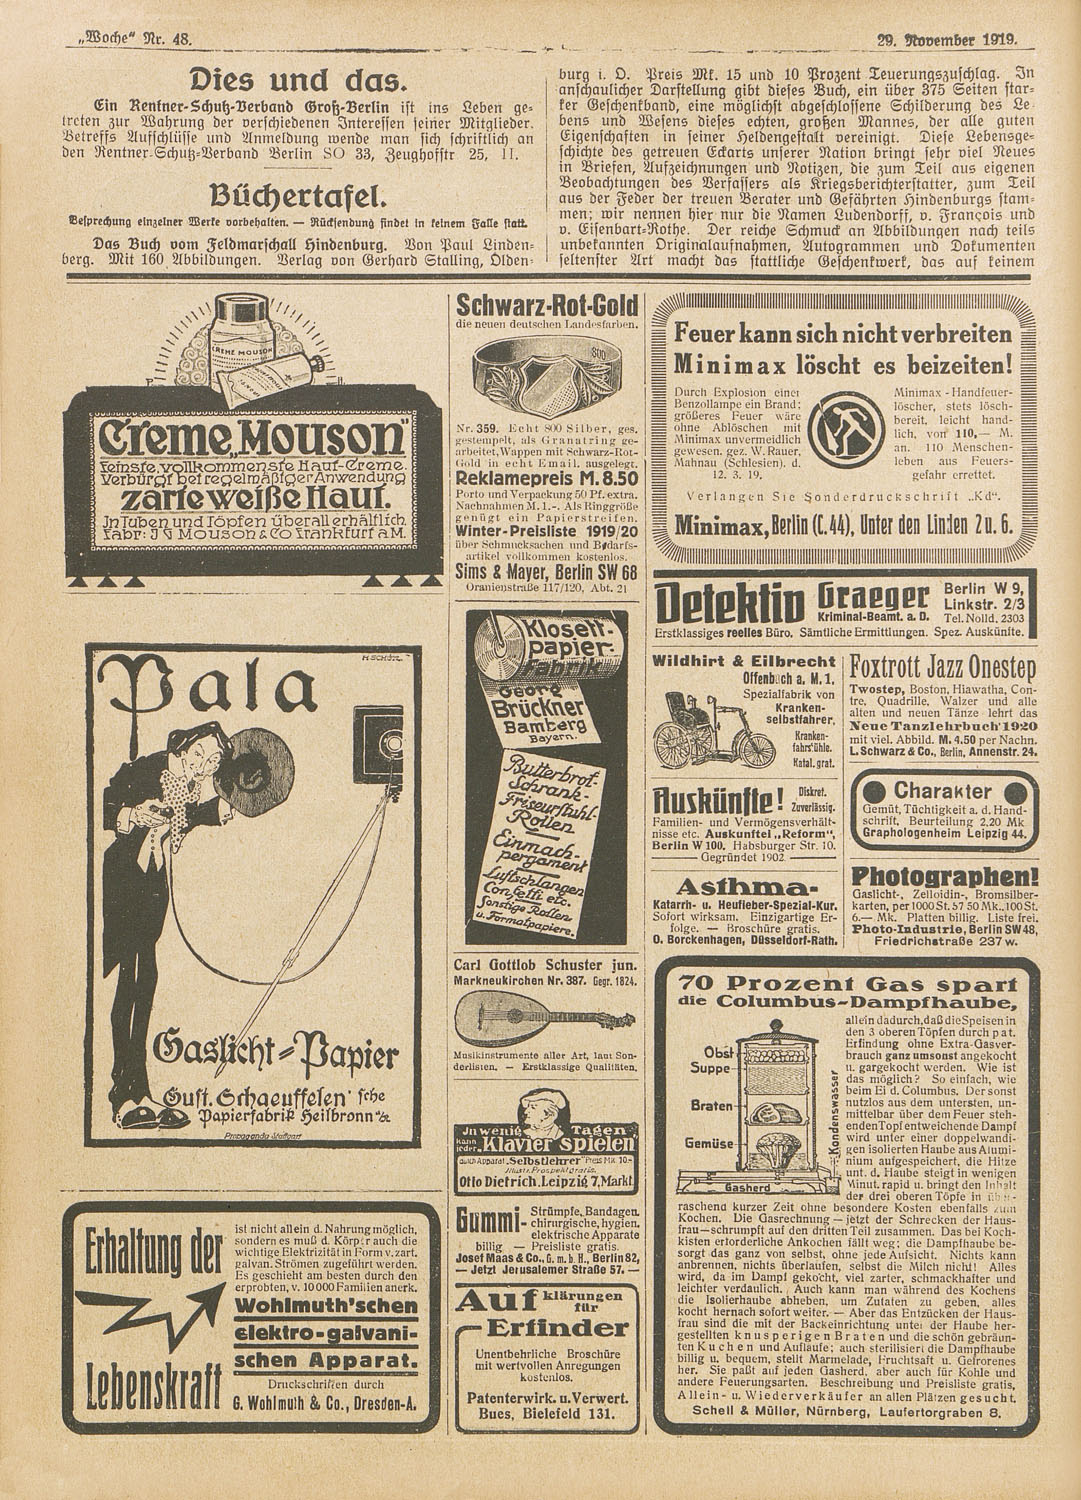 „Woche“ Nr. 48.
29. November 1919.
Dies und das.
Ein Rentner-Schutz-Verband Groß-Berlin ist ins Leben ge-
treten zur Wahrung der verschiedenen Interessen seiner Mitglieder.
Betreffs Aufschlüsse und Anmeldung wende man sich schriftlich an
den Rentner-Schutz-Verband Berlin SO 33, Zeughofstr 25, II.
Büchertafel.
Besprechung einzelner Werke vorbehalten. — Rücksendung findet in keinem Falle statt.
Das Buch vom Feldmarschall Hindenburg. Von Paul Linden-
berg. Mit 160 Abbildungen. Verlag von Gerhard Stalling, Olden-
burg i. O. Preis Mk. 15 und 10 Prozent Teuerungszuschlag. In
anschaulicher Darstellung gibt dieses Buch, ein über 375 Seiten star-
ker Geschenkband, eine möglichst abgeschlossene Schilderung des Le-
bens und Wesens dieses echten, großen Mannes, der alle guten
Eigenschaften in seiner Heldengestalt vereinigt. Diese Lebensge-
schichte des getreuen Eckarts unserer Nation bringt sehr viel Neues
in Briefen, Aufzeichnungen und Notizen, die zum Teil aus eigenen
Beobachtungen des Verfassers als Kriegsberichterstatter, zum Teil
aus der Feder der treuen Berater und Gefährten Hindenburgs stam-
men; wir nennen hier nur die Namen Ludendorff, v. François und
v. Eisenbart-Rothe. Der reiche Schmuck an Abbildungen nach teils
unbekannten Originalaufnahmen, Autogrammen und Dokumenten
seltenster Art macht das stattliche Geschenkwerk, das auf keinem
CREME MOUSON
Creme „Mouson“
Feinste, vollkommenste Haut-Creme.
Verbürgt bei regelmäßiger Anwendung
zarte weiße Haut.
In Tuben und Töpfen überall erhältlich
Fabr: J G Mouson & Co Frankfurt a M.
Schwarz-Rot-Gold
die neuen deutschen Landesfarben.
800
Nr. 359. Echt 800 Silber, ges.
gestempelt, als Granatring ge-
arbeitet, Wappen mit Schwarz-Rot-
Gold in echt Email, ausgelegt.
Reklamepreis M. 8.50
Porto und Verpackung 50 Pf. extra.
Nachnahmen M. 1.-. Als Ringgröße
genügt ein Papierstreifen.
Winter-Preisliste 1919/20
über Schmucksachen und Bedarfs-
artikel vollkommen kostenlos.
Sims & Mayer, Berlin SW 68
Oranienstraße 117/120, Abt. 21
Feuer kann sich nicht verbreiten
Minimax löscht es beizeiten!
Durch Explosion einer
Benzollampe ein Brand;
größeres Feuer wäre
ohne Ablöschen mit
Minimax unvermeidlich
gewesen. gez. W. Rauer,
Mahnau (Schlesien). d.
12. 3. 19.
Minimax-Handfeuer-
löscher, stets lösch-
bereit, leicht hand-
lich, von 110,— M.
an. 110 Menschen-
leben aus Feuers-
gefahr errettet.
Verlangen Sie Sonderdruckschrift „Kd“.
Minimax, Berlin (C. 44), Unter den Linden 2 u. 6.
Detektiv Graeger
Kriminal-Beamt. a. D.
Berlin W 9,
Linkstr. 2/3
Tel. Nolld. 2303
Erstklassiges reelles Büro. Sämtliche Ermittlungen. Spez. Auskünfte.
Wildhirt & Eilbrecht
Offenbach a. M. 1.
Spezialfabrik von
Kranken-
selbstfahrer,
Kranken-
fahrstühle.
Katal. grat.
Foxtrott Jazz Onestep
Twostep, Boston, Hiawatha, Con-
tre, Quadrille, Walzer und alle
alten und neuen Tänze lehrt das
Neue Tanzlehrbuch 1920
mit viel. Abbild. M. 4.50 per Nachn.
L. Schwarz & Co., Berlin, Annenstr. 24.
Auskünfte! Diskret.
Zuverlässig.
Familien- und Vermögensverhält-
nisse etc. Auskunftei „Reform“,
Berlin W 100, Habsburger Str. 10.
Gegründet 1902
Charakter
Gemüt, Tüchtigkeit a. d. Hand-
schrift, Beurteilung 2,20 Mk
Graphologenheim Leipzig 44.
Asthma-
Katarrh- u. Heufieber-Spezial-Kur.
Sofort wirksam. Einzigartige Er-
folge. — Broschüre gratis.
O. Borckenhagen, Düsseldorf-Rath.
Photographen!
Gaslicht-, Zelloidin-, Bromsilber-
karten, per 1000 St. 57 50 Mk., 100 St.
6.— Mk. Platten billig. Liste frei.
Photo-Industrie, Berlin SW 48,
Friedrichstraße 237 w.
Pala
Gaslicht-Papier
Gust. Schaeuffelen'sche
Papierfabrik Heilbronn a/N.
Propaganda Stuttgart
Klosett-
papier-
Fabrik
Georg
Brückner
Bamberg
Bayern.
Butterbrot-
Schrank-
Friseurstuhl-
Rollen
Einmach-
pergament
Luftschlangen
Confetti etc.
Sonstige Rollen
u. Formatpapiere.
Carl Gottlob Schuster jun.
Markneukirchen Nr. 387. Gegr. 1824.
Musikinstrumente aller Art, laut Son-
derlisten. — Erstklassige Qualitäten.
In wenig Tagen
kann jeder „Klavier spielen“
durch Apparat „Selbstlehrer“ Preis Mk. 10.-
Illustr. Prospekt gratis.
Otto Dietrich. Leipzig 7, Markt
Gummi- Strümpfe, Bandagen,
chirurgische, hygien.
elektrische Apparate
billig — Preisliste gratis.
Josef Maas & Co., G. m. b. H., Berlin 82,
— Jetzt Jerusalemer Straße 57. —
Aufklärungen
für
Erfinder
Unentbehrliche Broschüre
mit wertvollen Anregungen
kostenlos.
Patenterwirk. u. Verwert.
Bues, Bielefeld 131.
Erhaltung der
Lebenskraft
ist nicht allein d. Nahrung möglich,
sondern es muß d. Körper auch die
wichtige Elektrizität in Form v. zart.
galvan. Strömen zugeführt werden.
Es geschieht am besten durch den
erprobten, v. 10 000 Familien anerk.
Wohlmuth'schen
elektro-galvani-
schen Apparat.
Druckschriften durch
G. Wohlmuth & Co., Dresden-A.
70 Prozent Gas spart
die Columbus-Dampfhaube,
Obst
Suppe
Braten
Gemüse
Gasherd
Kondenswasser
allein dadurch, daß die Speisen in
den 3 oberen Töpfen durch pat.
Erfindung ohne Extra-Gasver-
brauch ganz umsonst angekocht
u. gargekocht werden. Wie ist
das möglich? So einfach, wie
beim Ei d. Columbus. Der sonst
nutzlos aus dem untersten, un-
mittelbar über dem Feuer steh-
enden Topf entweichende Dampf
wird unter einer doppelwandi-
gen isolierten Haube aus Alumi-
nium aufgespeichert, die Hitze
unt. d. Haube steigt in wenigen
Minut. rapid u. bringt den Inhalt
der drei oberen Töpfe in über-
raschend kurzer Zeit ohne besondere Kosten ebenfalls zum
Kochen. Die Gasrechnung — jetzt der Schrecken der Haus-
frau — schrumpft auf den dritten Teil zusammen. Das bei Koch-
kisten erforderliche Ankochen fällt weg; die Dampfhaube be-
sorgt das ganz von selbst, ohne jede Aufsicht. Nichts kann
anbrennen, nichts überlaufen, selbst die Milch nicht! Alles
wird, da im Dampf gekocht, viel zarter, schmackhafter und
leichter verdaulich. Auch kann man während des Kochens
die Isolierhaube abheben, um Zutaten zu geben, alles
kocht hernach sofort weiter. — Aber das Entzücken der Haus-
frau sind die mit der Backeinrichtung unter der Haube her-
gestellten knusperigen Braten und die schön gebräun-
ten Kuchen und Aufläufe; auch sterilisiert die Dampfhaube
billig u. bequem, stellt Marmelade, Fruchtsaft u. Gefrorenes
her. Sie paßt auf jeden Gasherd, aber auch für Kohle und
andere Feuerungsarten. Beschreibung und Preisliste gratis,
Allein- u. Wiederverkäufer an allen Plätzen gesucht.
Schell & Müller, Nürnberg, Laufertorgraben 8.